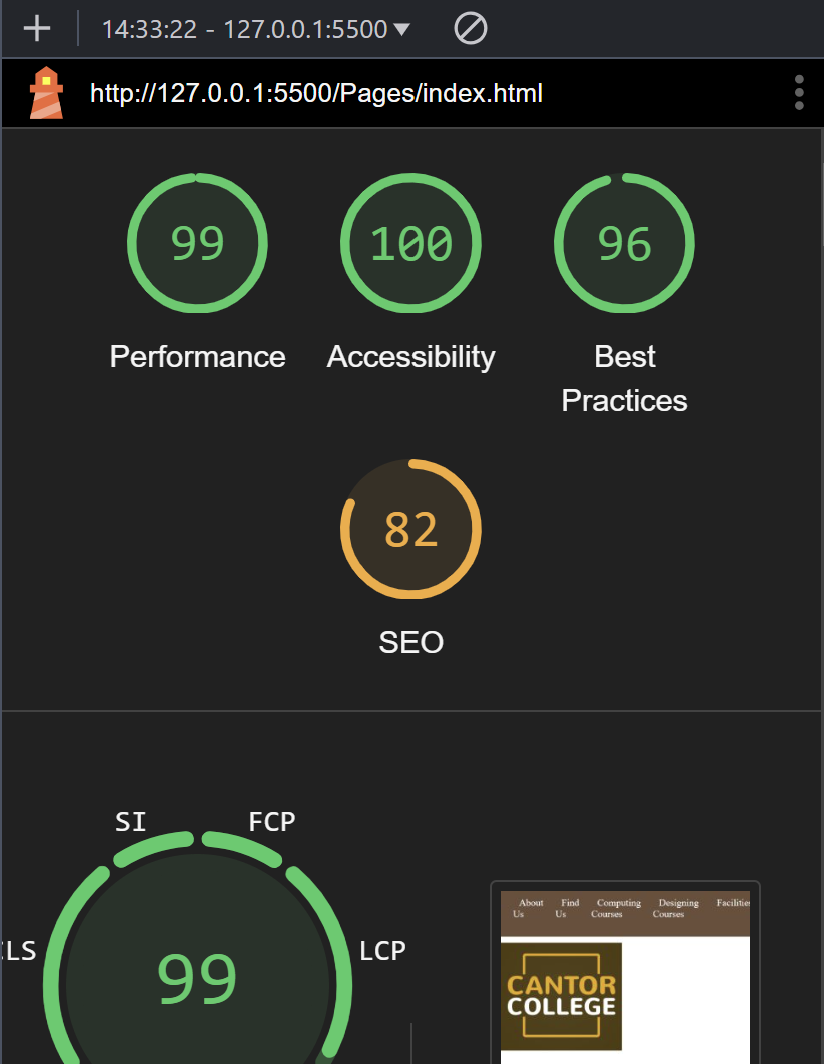 14:33:22 - 127.0.0.1:5500
http://127.0.0.1:5500/Pages/index.html
99
100
96
Performance
Accessibility
Best
Practices
82
SEO
SI
FCP
CLS
LCP
99
About Us
Find Us
Computing Courses
Designing Courses
Facilities
CANTOR
COLLEGE